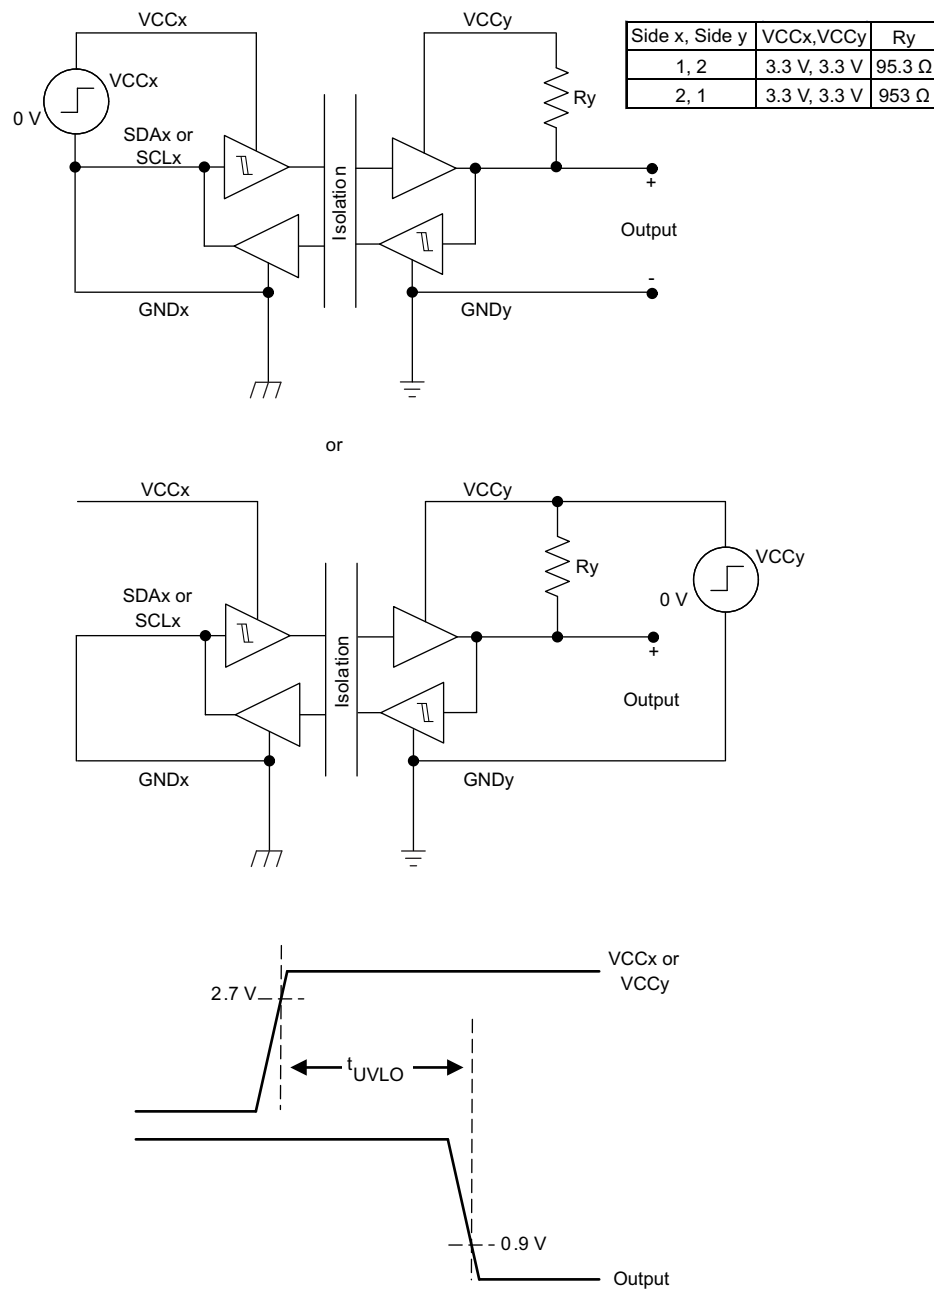 VCCx
VCCy
Side x, Side y VCCx,VCCy Ry
1, 2 3.3 V, 3.3 V 95.3 Ω
2, 1 3.3 V, 3.3 V 953 Ω
VCCx
0 V
Ry
SDAx or
SCLx
Isolation
+
Output
-
GNDx
GNDy
or
VCCx
VCCy
VCCy
Ry
0 V
SDAx or
SCLx
Isolation
+
Output
GNDx
GNDy
VCCx or
VCCy
2.7 V
tUVLO
0.9 V
Output